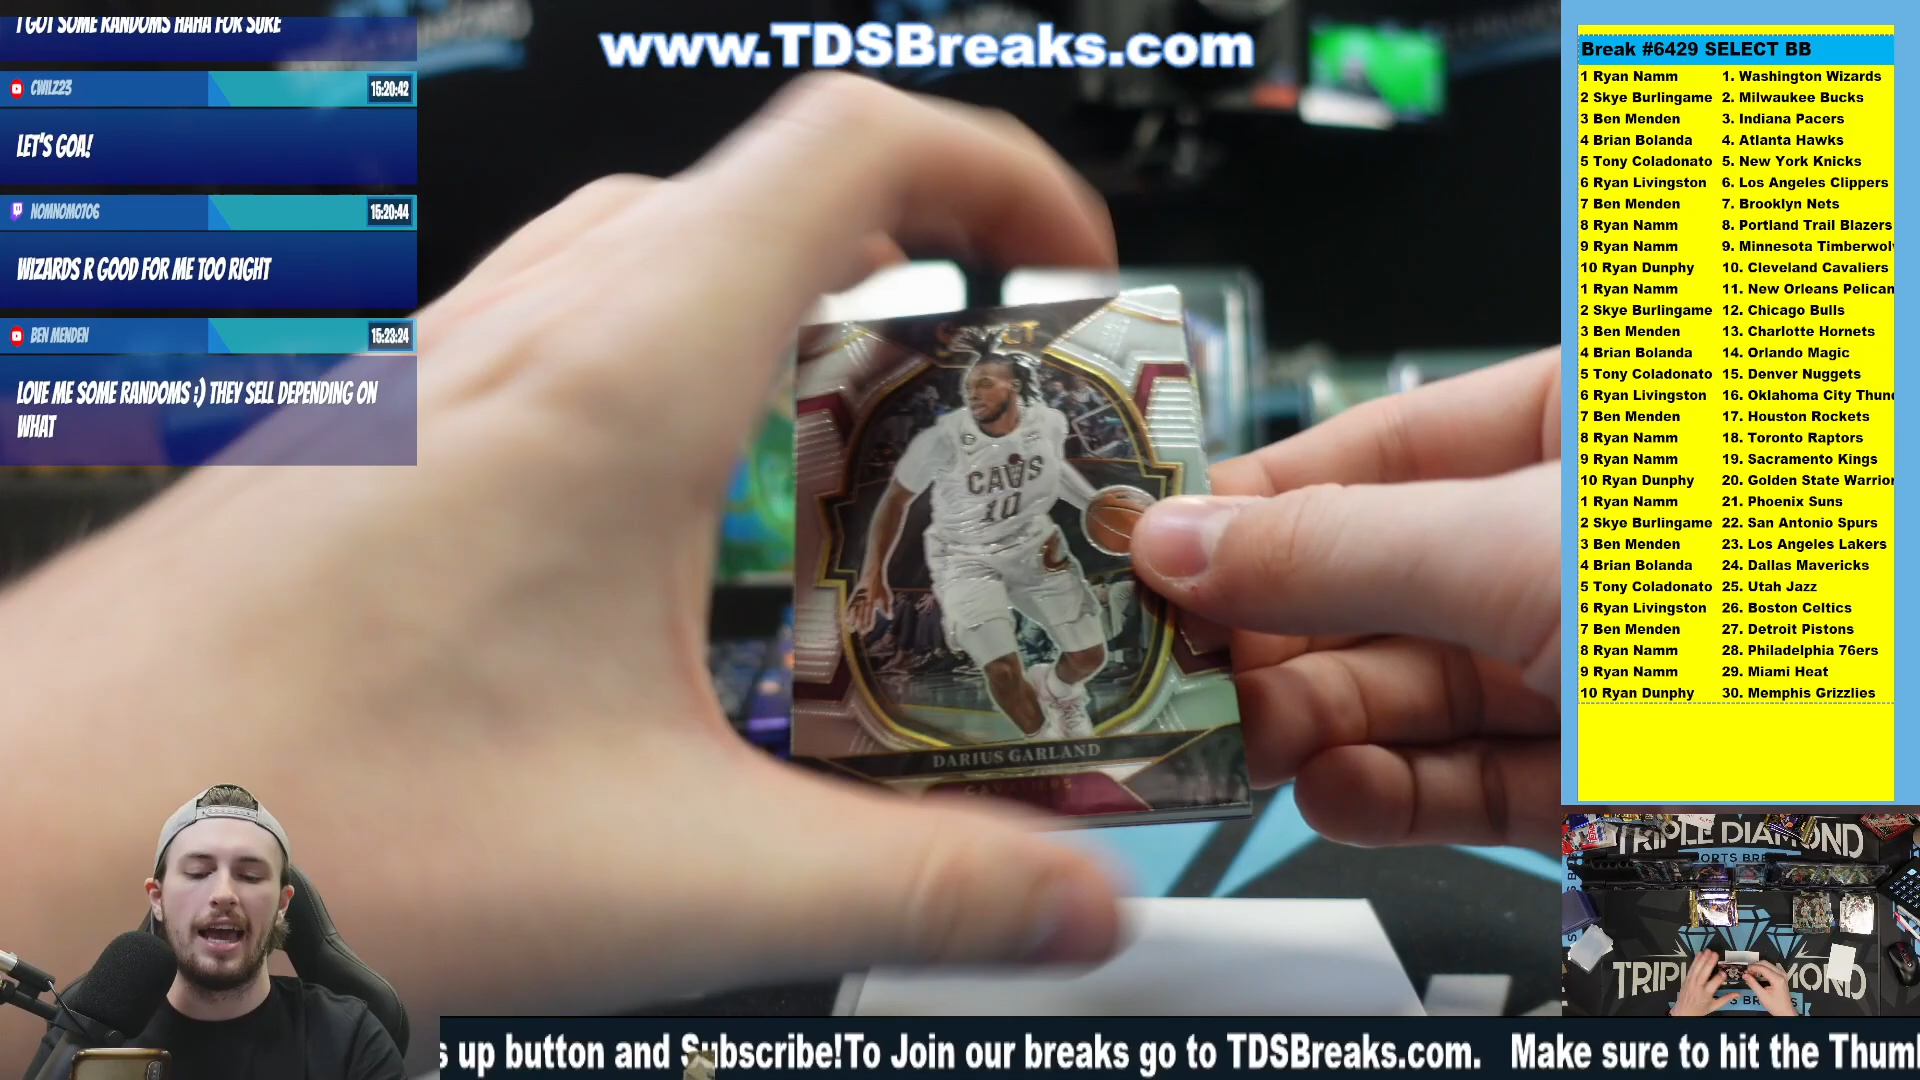 I GOT SOME RANDOMS HAHA FOR SURE
CWILZ23
15:20:42
LET'S GOA!
NOMNOMO706
15:20:44
WIZARDS R GOOD FOR ME TOO RIGHT
BEN MENDEN
15:23:24
LOVE ME SOME RANDOMS :) THEY SELL DEPENDING ON
WHAT
www.TDSBreaks.com
SELECT
CAVS
10
DARIUS GARLAND
CAVALIERS
Break #6429 SELECT BB
1 Ryan Namm 1. Washington Wizards
2 Skye Burlingame 2. Milwaukee Bucks
3 Ben Menden 3. Indiana Pacers
4 Brian Bolanda 4. Atlanta Hawks
5 Tony Coladonato 5. New York Knicks
6 Ryan Livingston 6. Los Angeles Clippers
7 Ben Menden 7. Brooklyn Nets
8 Ryan Namm 8. Portland Trail Blazers
9 Ryan Namm 9. Minnesota Timberwol
10 Ryan Dunphy 10. Cleveland Cavaliers
1 Ryan Namm 11. New Orleans Pelican
2 Skye Burlingame 12. Chicago Bulls
3 Ben Menden 13. Charlotte Hornets
4 Brian Bolanda 14. Orlando Magic
5 Tony Coladonato 15. Denver Nuggets
6 Ryan Livingston 16. Oklahoma City Thun
7 Ben Menden 17. Houston Rockets
8 Ryan Namm 18. Toronto Raptors
9 Ryan Namm 19. Sacramento Kings
10 Ryan Dunphy 20. Golden State Warrior
1 Ryan Namm 21. Phoenix Suns
2 Skye Burlingame 22. San Antonio Spurs
3 Ben Menden 23. Los Angeles Lakers
4 Brian Bolanda 24. Dallas Mavericks
5 Tony Coladonato 25. Utah Jazz
6 Ryan Livingston 26. Boston Celtics
7 Ben Menden 27. Detroit Pistons
8 Ryan Namm 28. Philadelphia 76ers
9 Ryan Namm 29. Miami Heat
10 Ryan Dunphy 30. Memphis Grizzlies
TRIPLE DIAMOND
ORTS BRE
TRIPLE DIAMOND
S BR
s up button and Subscribe!To Join our breaks go to TDSBreaks.com. Make sure to hit the Thum